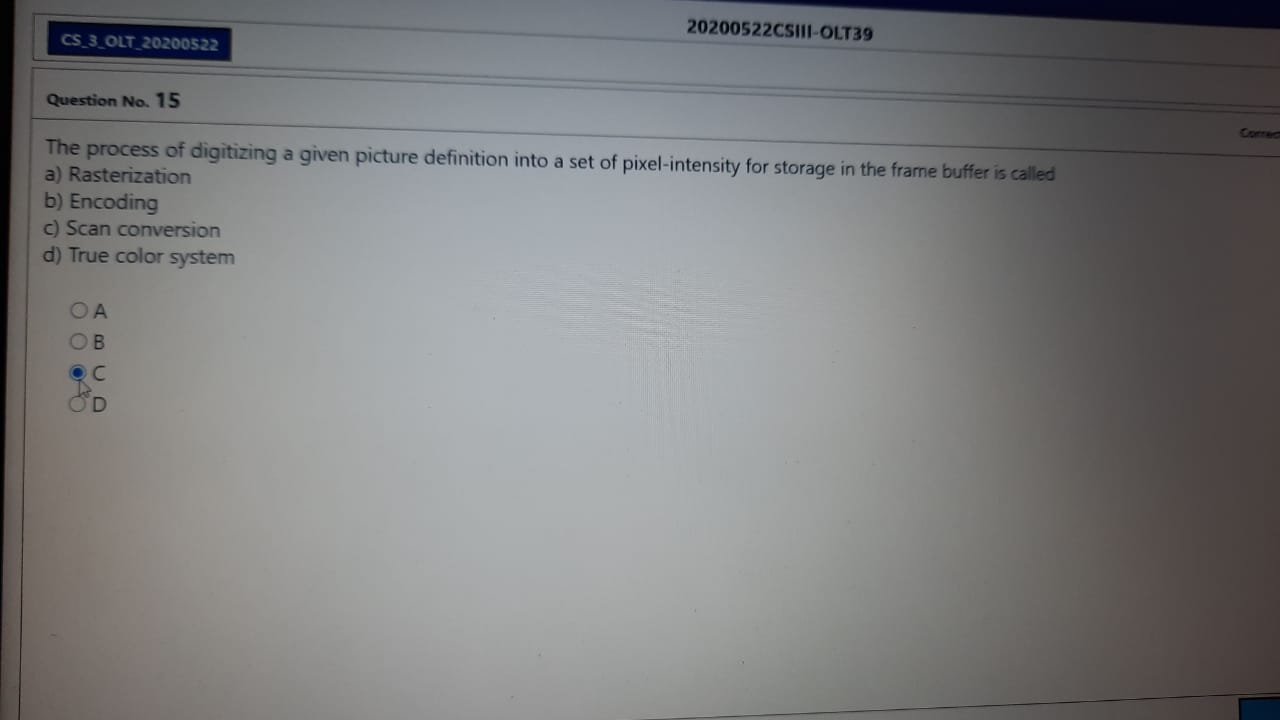 20200522CSIII-OLT39
CS_3_OLT_20200522
Question No. 15
The process of digitizing a given picture definition into a set of pixel-intensity for storage in the frame buffer is called
a) Rasterization
b) Encoding
c) Scan conversion
d) True color system
A
B
C
D